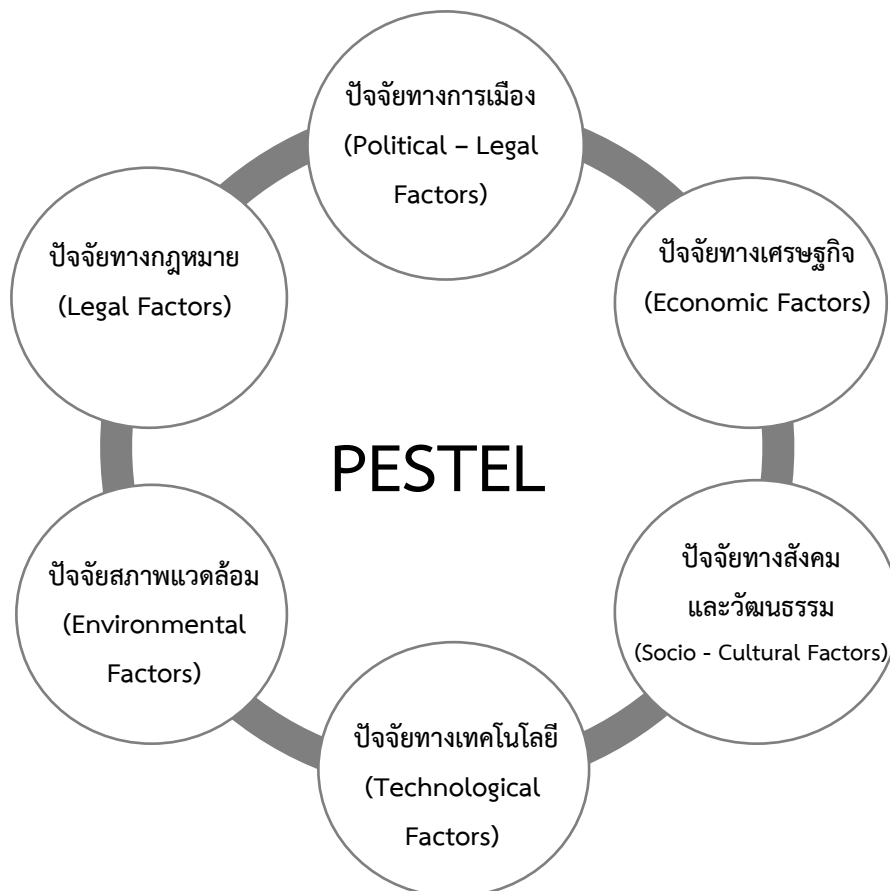 ปัจจัยทางการเมือง
(Political – Legal
Factors)
ปัจจัยทางเศรษฐกิจ
(Economic Factors)
ปัจจัยทางสังคม
และวัฒนธรรม
(Socio - Cultural Factors)
ปัจจัยทางเทคโนโลยี
(Technological
Factors)
ปัจจัยสภาพแวดล้อม
(Environmental
Factors)
ปัจจัยทางกฎหมาย
(Legal Factors)
PESTEL